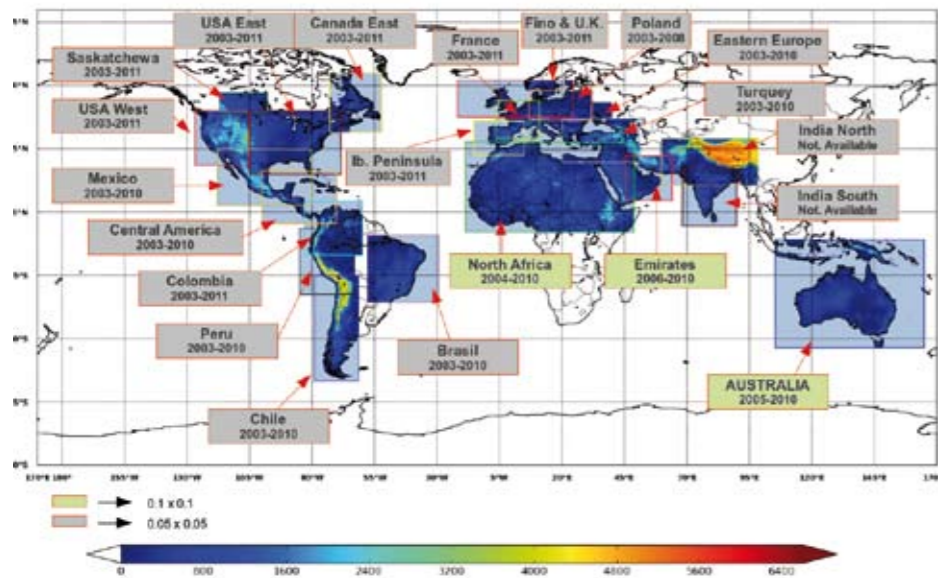 USA East
2003-2011
Canada East
2003-2011
Fino & U.K.
2003-2011
Poland
2003-2008
France
2003-2011
Eastern Europe
2003-2010
Saskatchewa
2003-2011
Turquey
2003-2010
USA West
2003-2011
India North
Not. Available
Ib. Peninsula
2003-2011
Mexico
2003-2010
India South
Not. Available
Central America
2003-2010
North Africa
2004-2010
Emirates
2006-2010
Colombia
2003-2011
Peru
2003-2010
Brasil
2003-2010
AUSTRALIA
2005-2010
Chile
2003-2010
0.1 x 0.1
0.05 x 0.05
0 800 1600 2400 3200 4000 4800 5600 6400